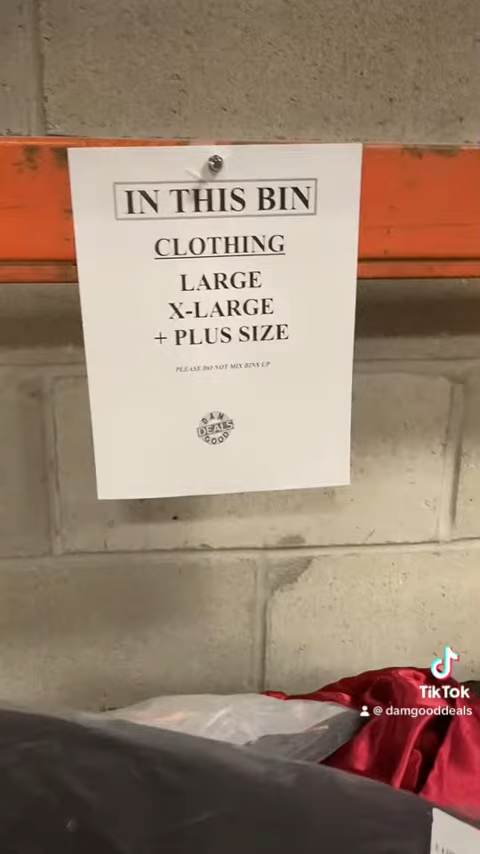 IN THIS BIN
CLOTHING
LARGE
X-LARGE
+ PLUS SIZE
PLEASE DO NOT MIX BINS UP
DAM
DEALS
GOOD
TikTok
@damgooddeals